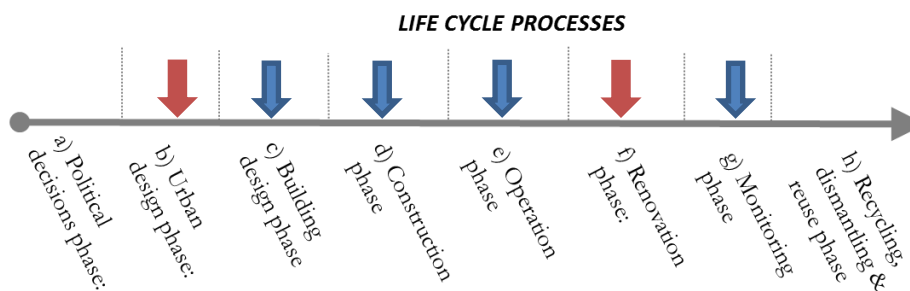 LIFE CYCLE PROCESSES
a) Political
decisions phase:
b) Urban
design phase:
c) Building
design phase
d) Construction
phase
e) Operation
phase
f) Renovation
phase:
g) Monitoring
phase
h) Recycling,
dismantling &
reuse phase